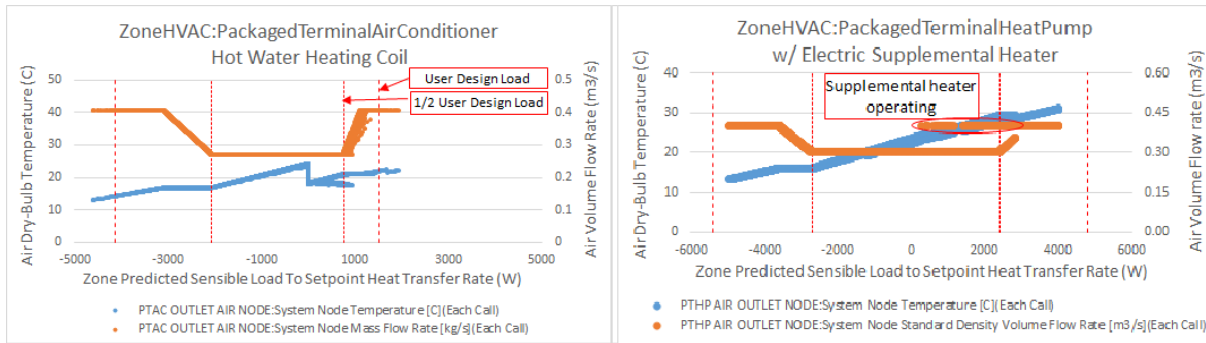 ZoneHVAC:PackagedTerminalAirConditioner
Hot Water Heating Coil
User Design Load
1/2 User Design Load
Air Dry-Bulb Temperature (C)
50
40
30
20
10
0
0.5
0.4
0.3
0.2
0.1
0
Air Volume Flow Rate (m3/s)
-5000 -3000 -1000 1000 3000 5000
Zone Predicted Sensible Load To Setpoint Heat Transfer Rate (W)
PTAC OUTLET AIR NODE:System Node Temperature [C](Each Call)
PTAC OUTLET AIR NODE:System Node Mass Flow Rate [kg/s](Each Call)
ZoneHVAC:PackagedTerminalHeatPump
w/ Electric Supplemental Heater
Supplemental heater
operating
Air Dry-Bulb Temperature (C)
40
30
20
10
0
0.60
0.45
0.30
0.15
0.00
Air Volume Flow rate (m3/s)
-6000 -4000 -2000 0 2000 4000 6000
Zone Predicted Sensible Load to Setpoint Heat Transfer Rate (W)
PTHP AIR OUTLET NODE:System Node Temperature [C](Each Call)
PTHP AIR OUTLET NODE:System Node Standard Density Volume Flow Rate [m3/s](Each Call)